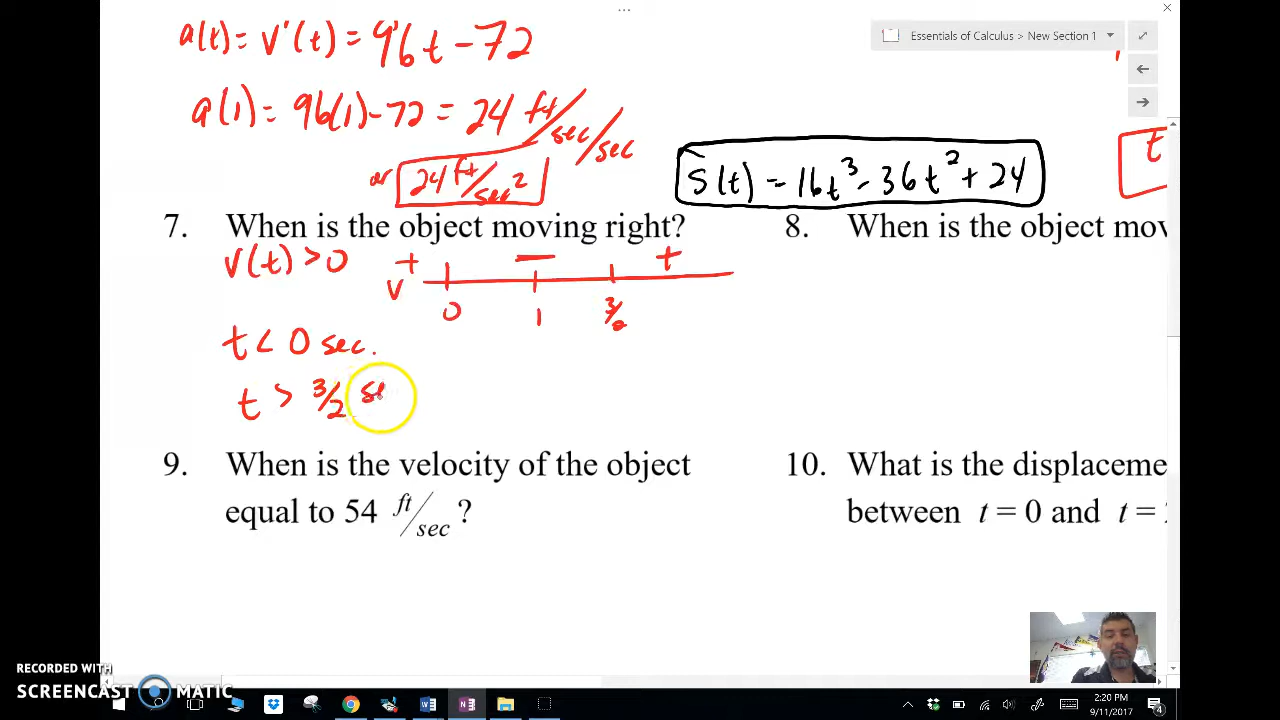 Essentials of Calculus > New Section 1
a(t) = v'(t) = 96t - 72
a(1) = 96(1) - 72 = 24 ft/sec/sec
or 24 ft/sec²
S(t) = 16t³ - 36t² + 24
t
7. When is the object moving right?
8. When is the object mov
v(t) > 0
+ — +
v
0 1 3/2
t < 0 sec.
t > 3/2 se
9. When is the velocity of the object
equal to 54 ft/sec ?
10. What is the displaceme
between t = 0 and t =
RECORDED WITH
SCREENCAST MATIC
2:20 PM
9/11/2017